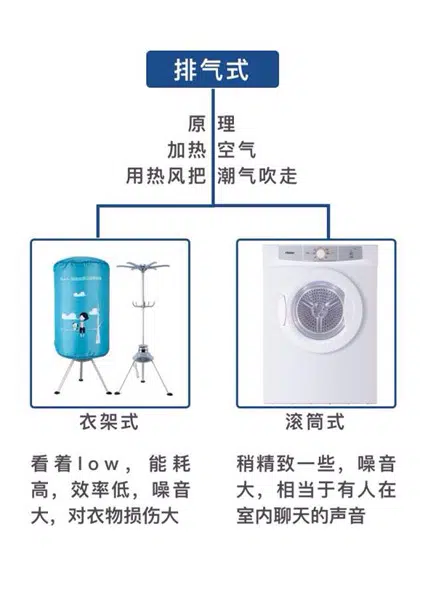 排气式
原理
加热空气
用热风把潮气吹走
衣架式
滚筒式
看着low，能耗
高，效率低，噪音
大，对衣物损伤大
稍精致一些，噪音
大，相当于有人在
室内聊天的声音